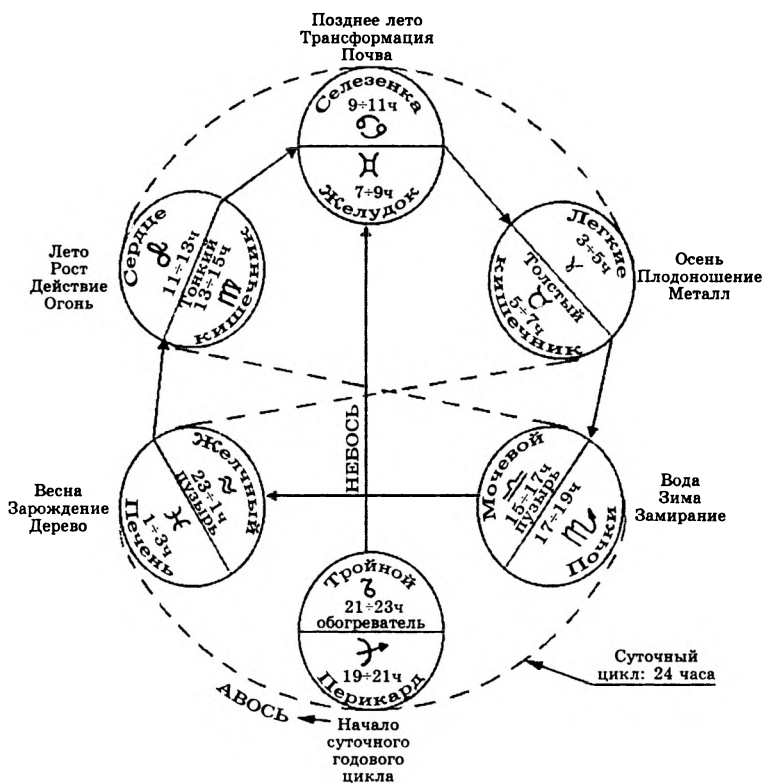 Позднее лето
Трансформация
Почва
Селезенка
9÷11ч
7÷9ч
Желудок
Сердце
11÷13ч
Тонкий
13÷15ч
кишечник
Лето
Рост
Действие
Огонь
Легкие
3÷5ч
Толстый
5÷7ч
кишечник
Осень
Плодоношение
Металл
НЕБОСЬ
Желчный
23÷1ч
пузырь
1÷3ч
Печень
Весна
Зарождение
Дерево
Мочевой
15÷17ч
пузырь
17÷19ч
Почки
Вода
Зима
Замирание
Тройной
21÷23ч
обогреватель
19÷21ч
Перикард
Суточный
цикл: 24 часа
АВОСЬ
Начало
суточного
годового
цикла